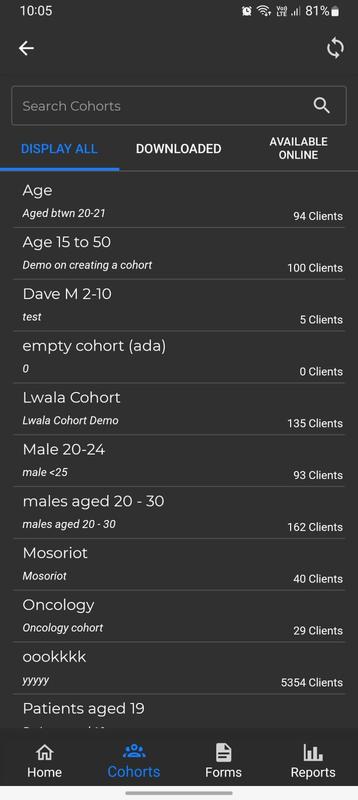 10:05
Vo))
LTE
81%
Search Cohorts
DISPLAY ALL
DOWNLOADED
AVAILABLE
ONLINE
Age
Aged btwn 20-21
94 Clients
Age 15 to 50
Demo on creating a cohort
100 Clients
Dave M 2-10
test
5 Clients
empty cohort (ada)
0
0 Clients
Lwala Cohort
Lwala Cohort Demo
135 Clients
Male 20-24
male <25
93 Clients
males aged 20 - 30
males aged 20 - 30
162 Clients
Mosoriot
Mosoriot
40 Clients
Oncology
Oncology cohort
29 Clients
oookkkk
yyyyy
5354 Clients
Patients aged 19
Home
Cohorts
Forms
Reports